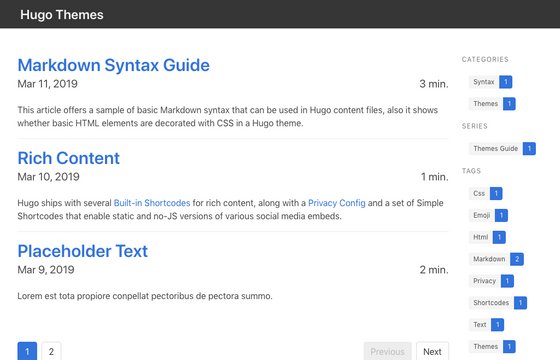 Hugo Themes
Markdown Syntax Guide
Mar 11, 2019 3 min.
This article offers a sample of basic Markdown syntax that can be used in Hugo content files, also it shows
whether basic HTML elements are decorated with CSS in a Hugo theme.
Rich Content
Mar 10, 2019 1 min.
Hugo ships with several Built-in Shortcodes for rich content, along with a Privacy Config and a set of Simple
Shortcodes that enable static and no-JS versions of various social media embeds.
Placeholder Text
Mar 9, 2019 2 min.
Lorem est tota propiore conpellat pectoribus de pectora summo.
1 2 Previous Next
CATEGORIES
Syntax 1
Themes 1
SERIES
Themes Guide 1
TAGS
Css 1
Emoji 1
Html 1
Markdown 2
Privacy 1
Shortcodes 1
Text 1
Themes 1